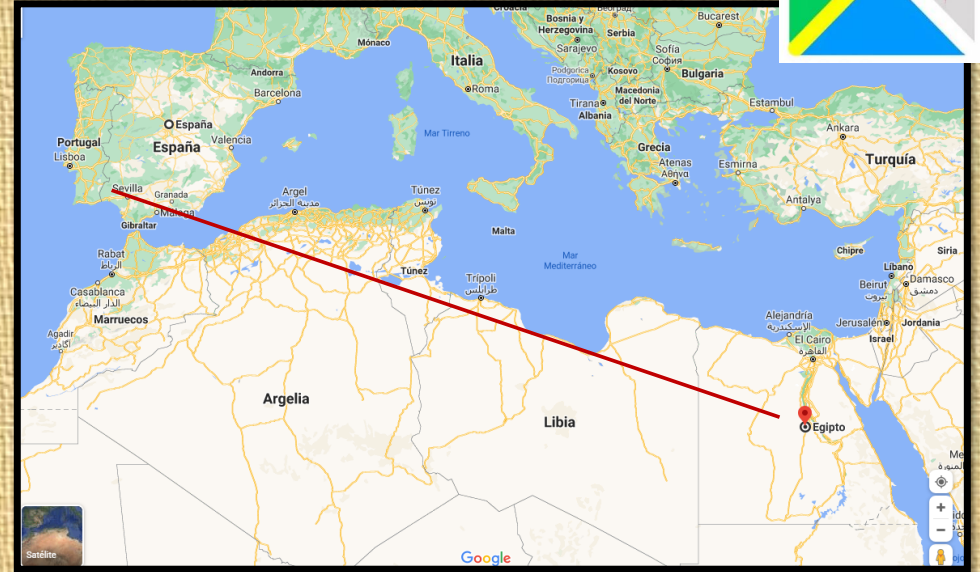 Croacia
Bosnia y
Herzegovina
Београд
Serbia
Bucarest
Mónaco
Italia
Sarajevo
Sofía
София
Andorra
Podgorica
Подгорица
Kosovo
Bulgaria
Barcelona
Roma
Macedonia
del Norte
Tirana
Estambul
Albania
España
Mar Tirreno
Ankara
Portugal
Valencia
España
Grecia
Turquía
Lisboa
Atenas
Αθήνα
Esmirna
Sevilla
Granada
Argel
مدينة الجزائر
Túnez
تونس
Antalya
Málaga
Gibraltar
Malta
Mar
Mediterráneo
Chipre
Siria
Rabat
الرباط
Túnez
Trípoli
طرابلس
Líbano
Beirut
بيروت
Damasco
دمشق
Casablanca
الدار البيضاء
Marruecos
Alejandría
الإسكندرية
Jerusalén
Jordania
Agadir
أكادير
El Cairo
القاهرة
Israel
Argelia
Libia
Egipto
Me
Satélite
Google